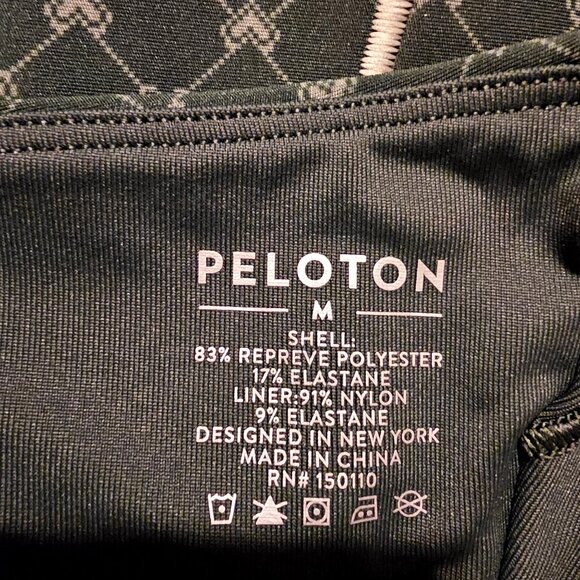 PELOTON
M
SHELL:
83% REPREVE POLYESTER
17% ELASTANE
LINER:91% NYLON
9% ELASTANE
DESIGNED IN NEW YORK
MADE IN CHINA
RN# 150110